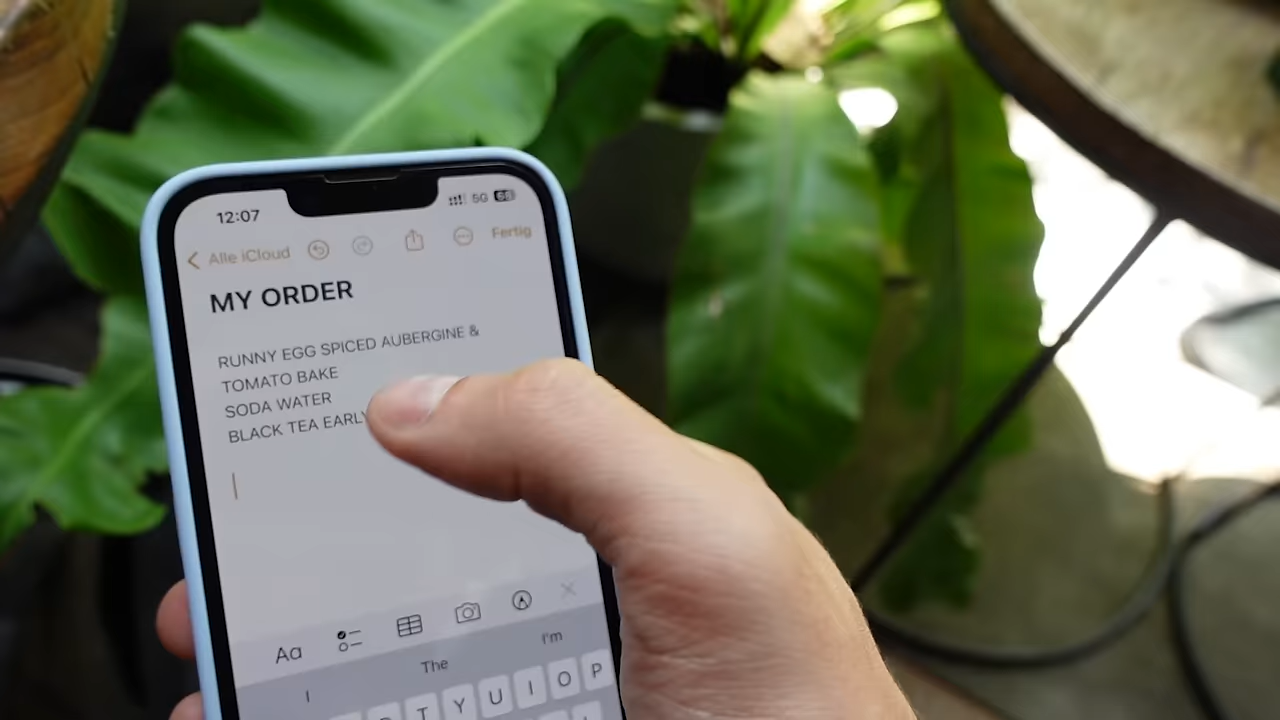 12:07
5G
Alle iCloud
Fertig
MY ORDER
RUNNY EGG SPICED AUBERGINE &
TOMATO BAKE
SODA WATER
BLACK TEA EARLY
Aa
I
The
I'm
T Y U I O P